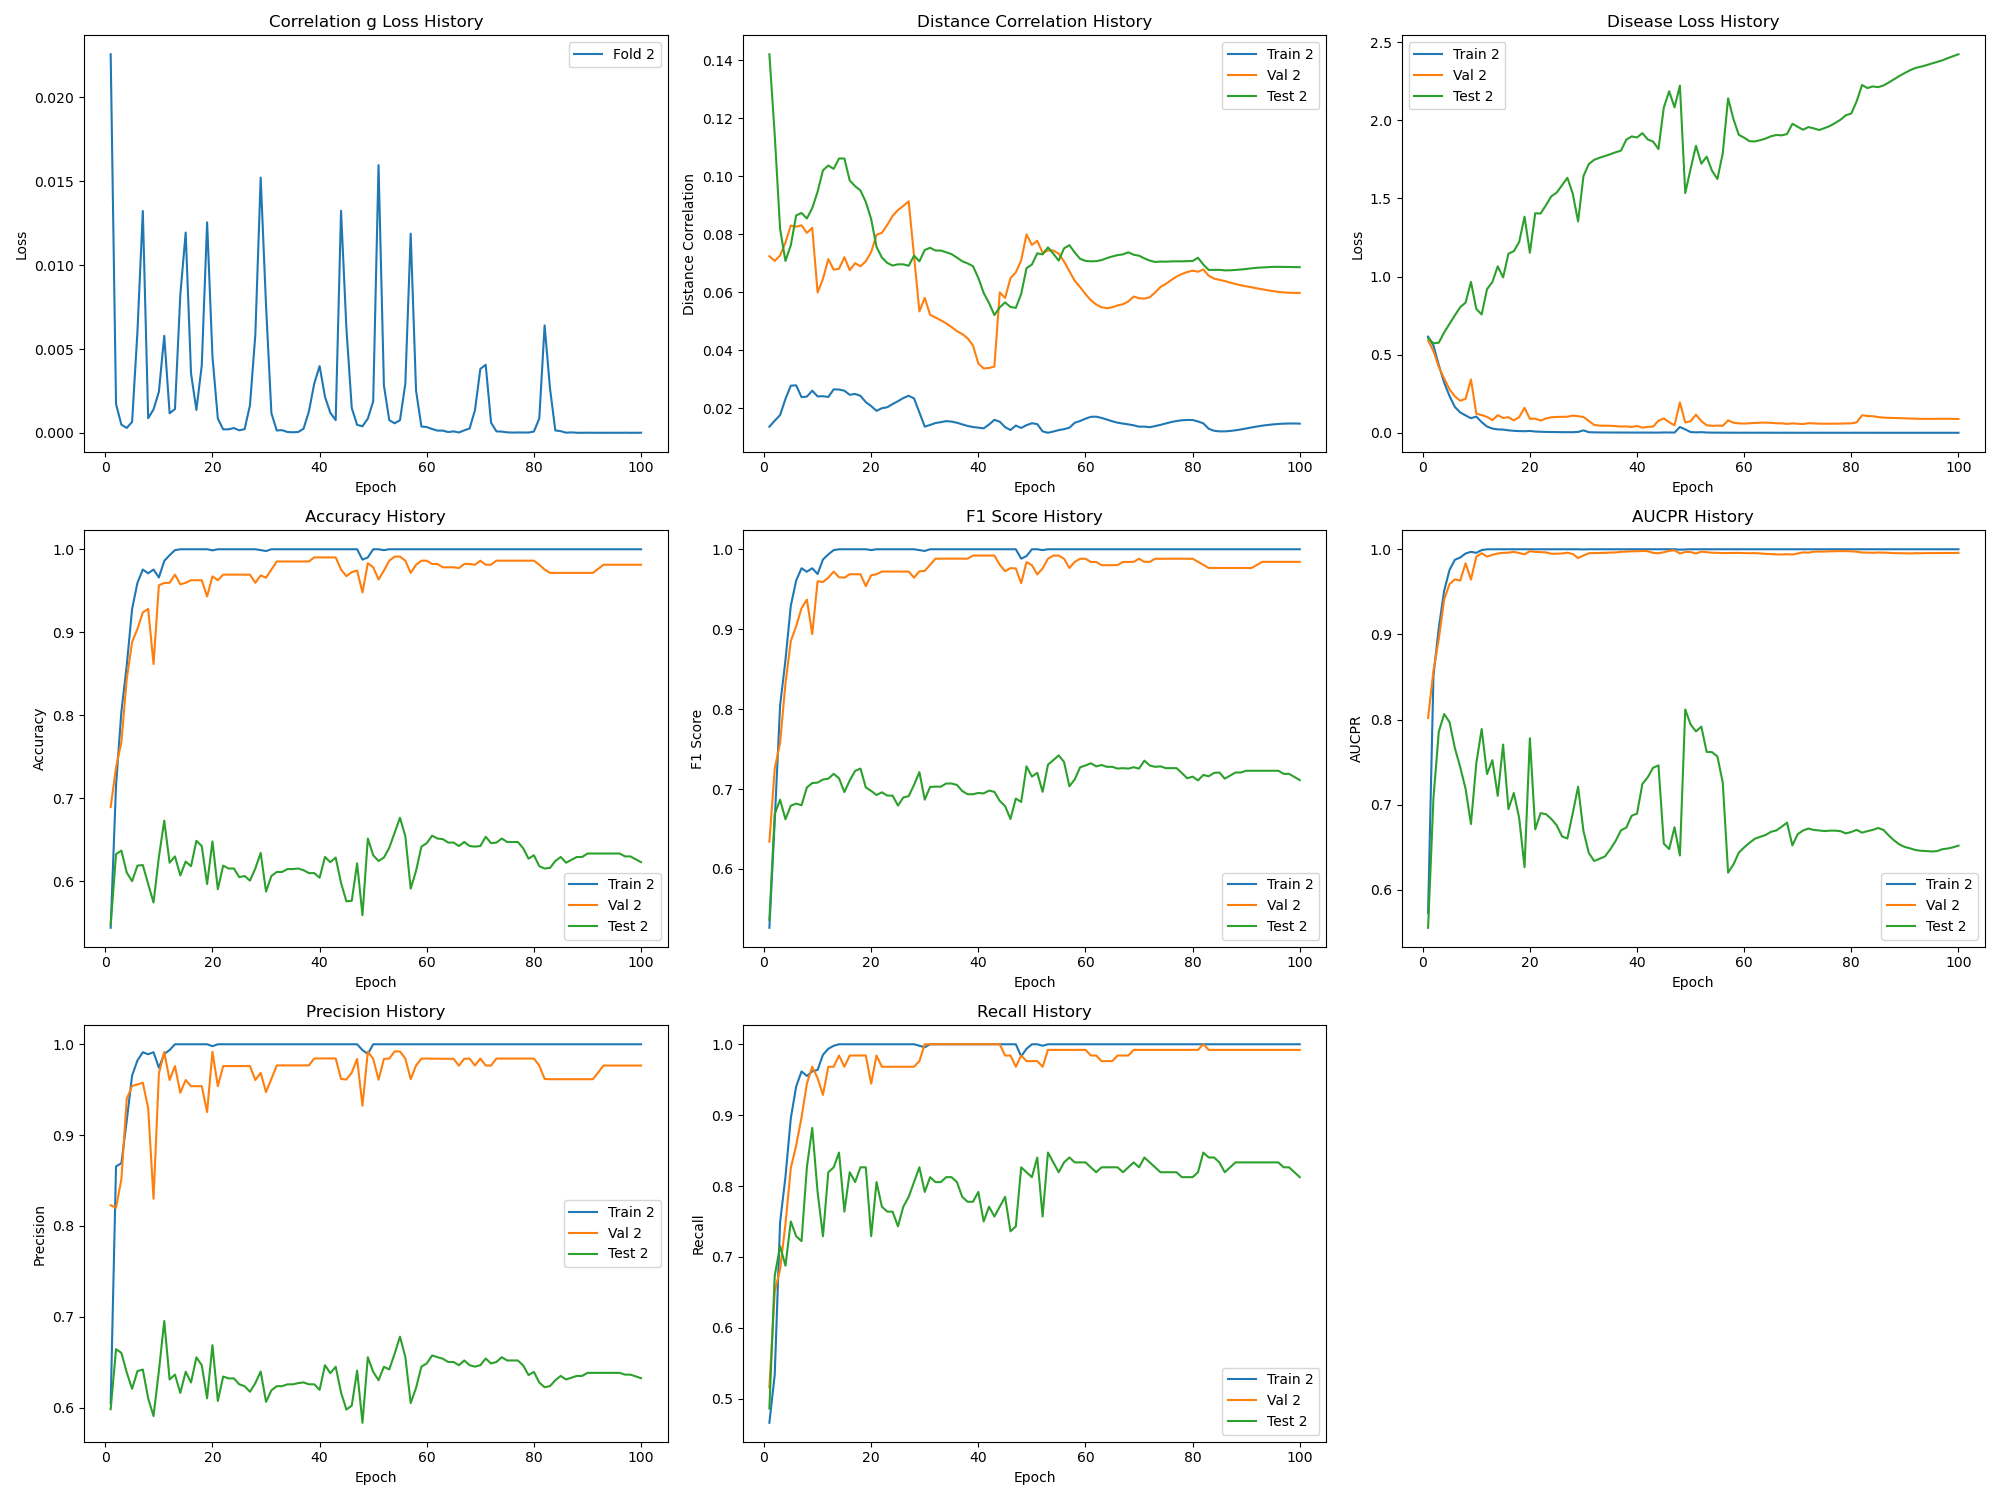 Correlation g Loss History
Fold 2
Loss
0.020
0.015
0.010
0.005
0.000
0 20 40 60 80 100
Epoch
Distance Correlation History
Train 2
Val 2
Test 2
Distance Correlation
0.14
0.12
0.10
0.08
0.06
0.04
0.02
0 20 40 60 80 100
Epoch
Disease Loss History
Train 2
Val 2
Test 2
Loss
2.5
2.0
1.5
1.0
0.5
0.0
0 20 40 60 80 100
Epoch
Accuracy History
Accuracy
1.0
0.9
0.8
0.7
0.6
Train 2
Val 2
Test 2
0 20 40 60 80 100
Epoch
F1 Score History
F1 Score
1.0
0.9
0.8
0.7
0.6
Train 2
Val 2
Test 2
0 20 40 60 80 100
Epoch
AUCPR History
AUCPR
1.0
0.9
0.8
0.7
0.6
Train 2
Val 2
Test 2
0 20 40 60 80 100
Epoch
Precision History
Precision
1.0
0.9
0.8
0.7
0.6
Train 2
Val 2
Test 2
0 20 40 60 80 100
Epoch
Recall History
Recall
1.0
0.9
0.8
0.7
0.6
0.5
Train 2
Val 2
Test 2
0 20 40 60 80 100
Epoch